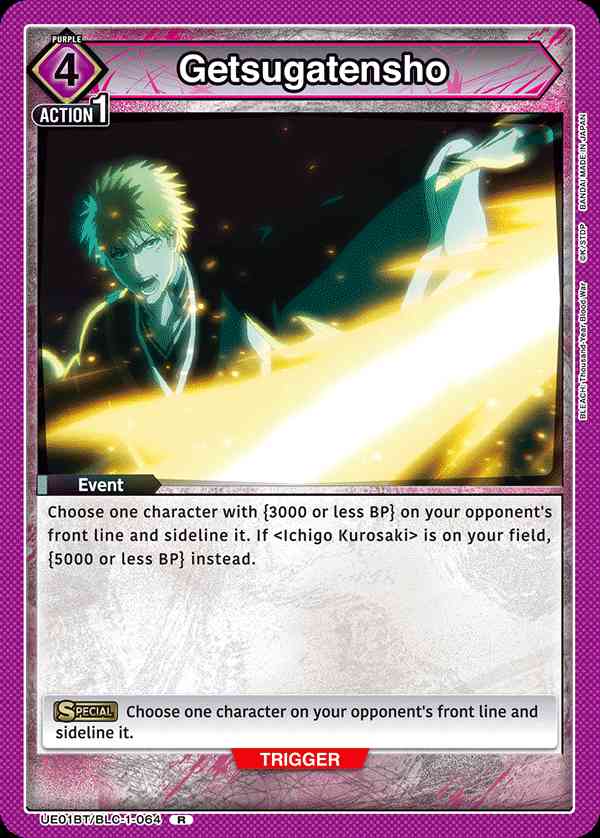 PURPLE
4
Getsugatensho
ACTION 1
BANDAI MADE IN JAPAN
©K/STDP
BLEACH: Thousand-Year Blood War
Event
Choose one character with {3000 or less BP} on your opponent's
front line and sideline it. If <Ichigo Kurosaki> is on your field,
{5000 or less BP} instead.
SPECIAL Choose one character on your opponent's front line and
sideline it.
TRIGGER
UE01BT/BLC-1-064 R